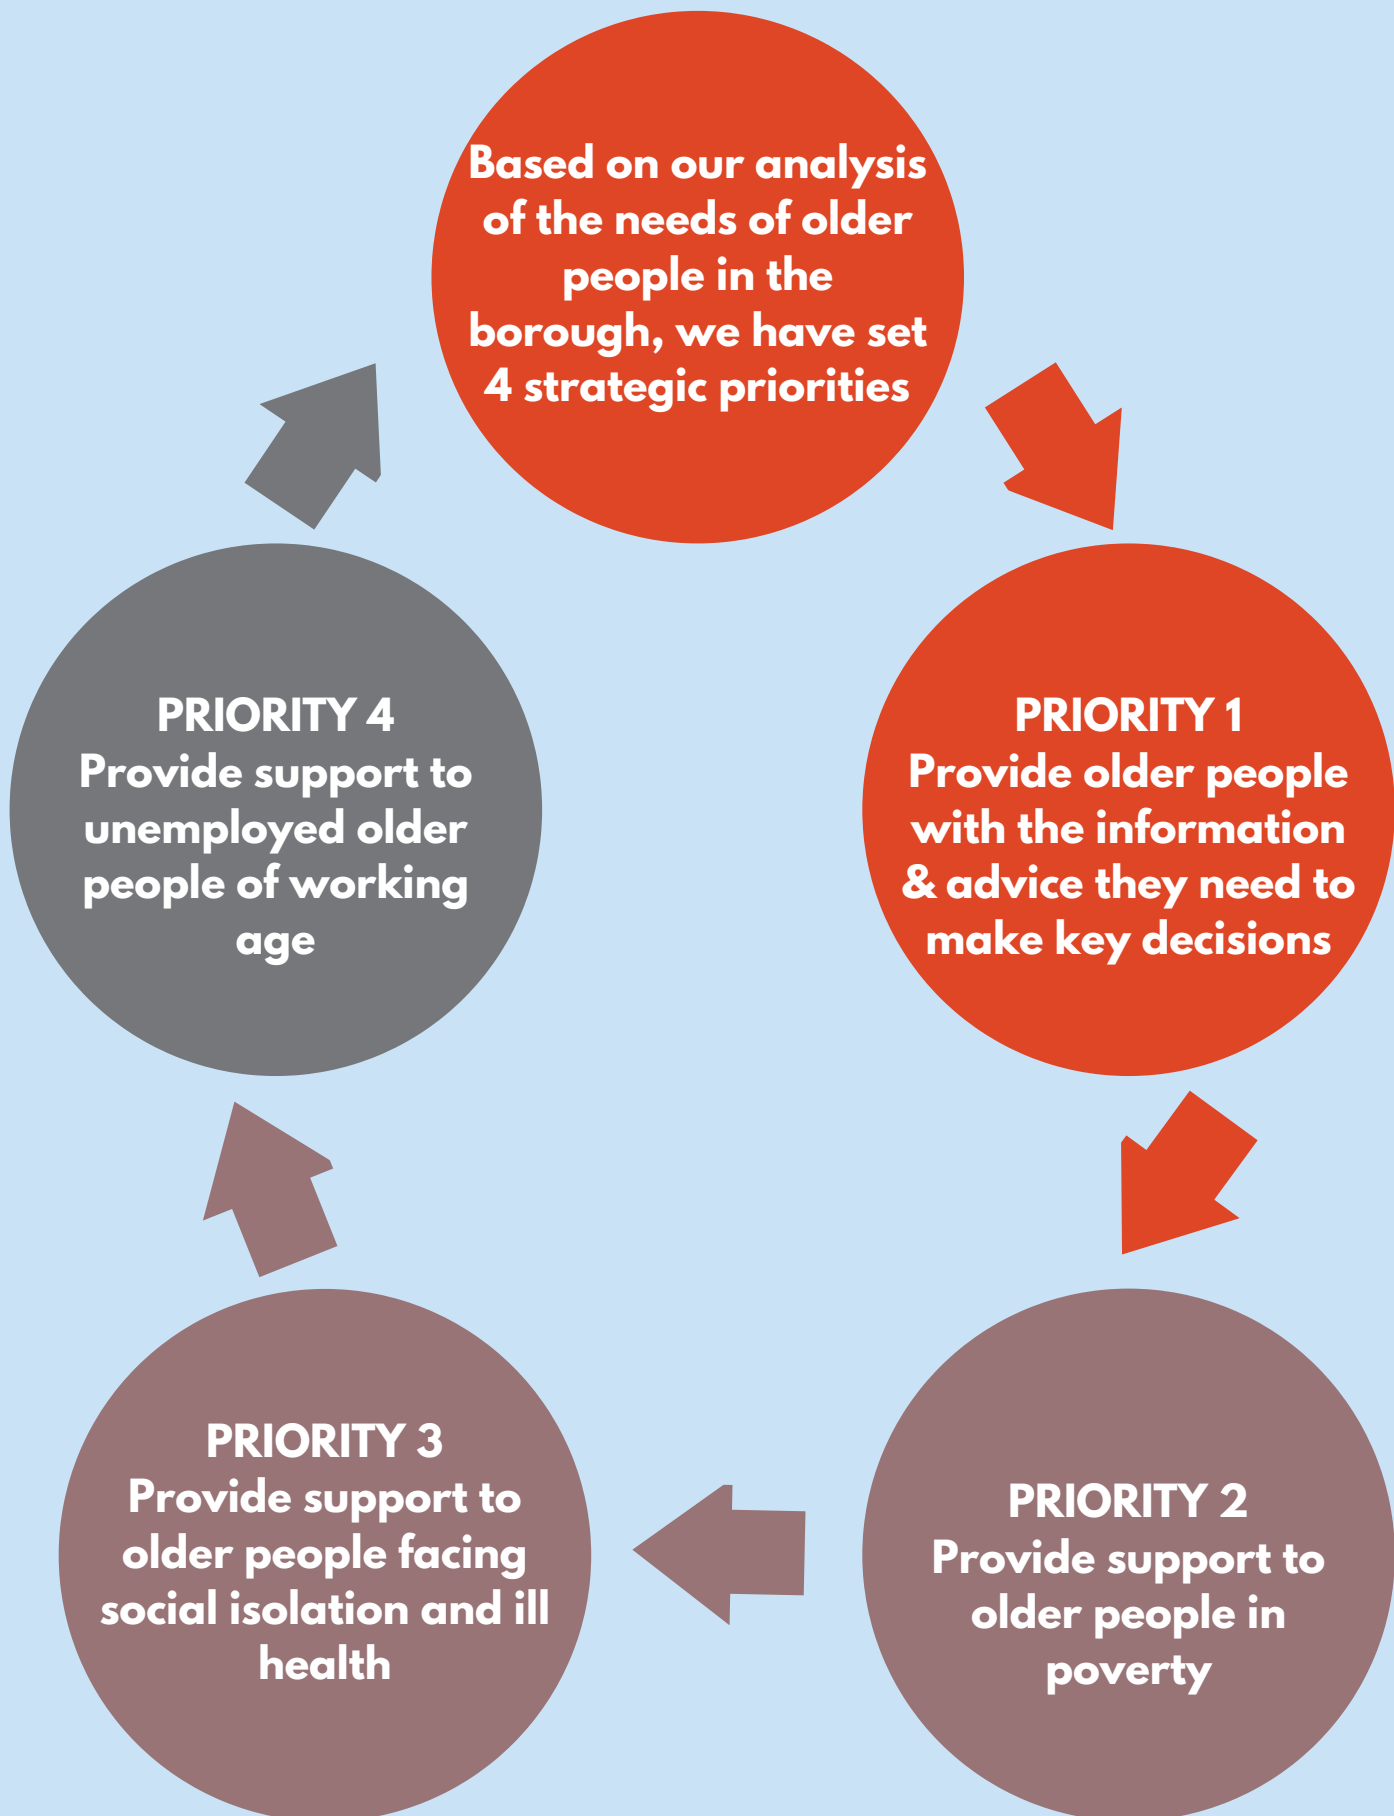 Based on our analysis
of the needs of older
people in the
borough, we have set
4 strategic priorities
PRIORITY 1
Provide older people
with the information
& advice they need to
make key decisions
PRIORITY 2
Provide support to
older people in
poverty
PRIORITY 3
Provide support to
older people facing
social isolation and ill
health
PRIORITY 4
Provide support to
unemployed older
people of working
age